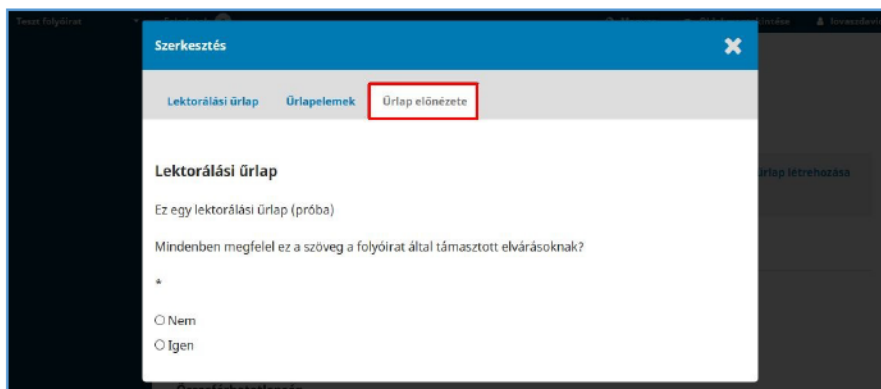 Teszt folyóirat
Szerkesztés
Lektorálási űrlap Űrlapelemek Űrlap előnézete
Lektorálási űrlap
űrlap létrehozása
Ez egy lektorálási űrlap (próba)
Mindenben megfelel ez a szöveg a folyóirat által támasztott elvárásoknak?
*
Nem
Igen